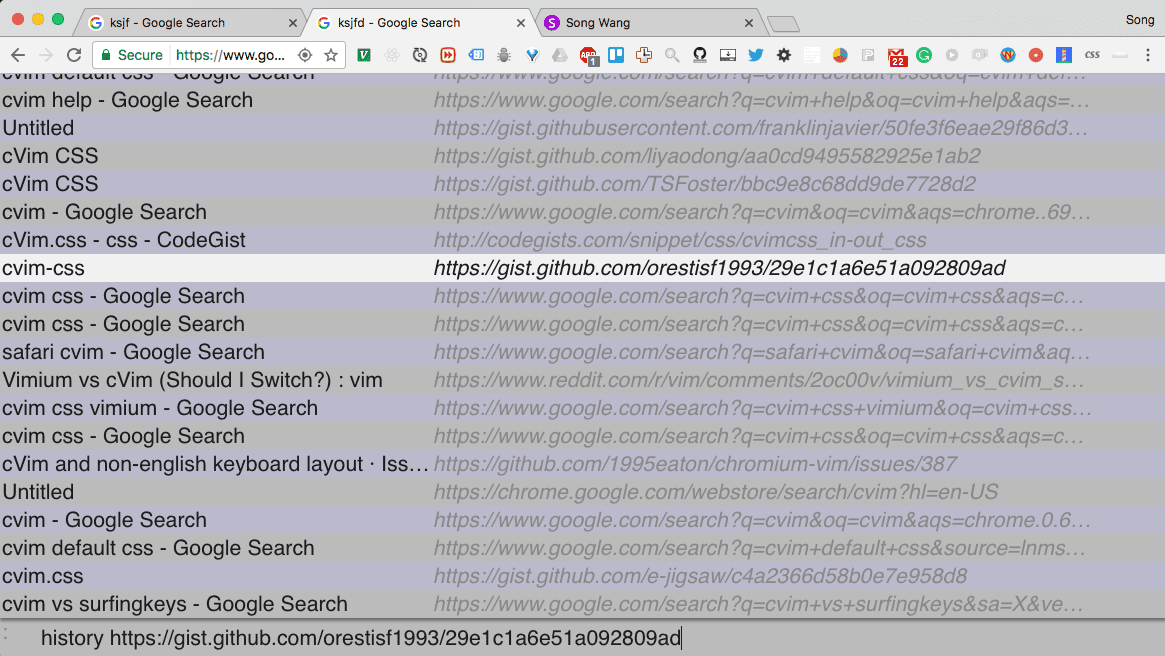 ksjf - Google Search
ksjfd - Google Search
S Song Wang
Song
Secure https://www.go...
ABP 1 22 CSS
cvim default css - Google Search https://www.google.com/search?q=cvim+default+css&oq=cvim+def…
cvim help - Google Search https://www.google.com/search?q=cvim+help&oq=cvim+help&aqs=…
Untitled https://gist.githubusercontent.com/franklinjavier/50fe3f6eae29f86d3…
cVim CSS https://gist.github.com/liyaodong/aa0cd9495582925e1ab2
cVim CSS https://gist.github.com/TSFoster/bbc9e8c68dd9de7728d2
cvim - Google Search https://www.google.com/search?q=cvim&oq=cvim&aqs=chrome..69…
cVim.css - css - CodeGist http://codegists.com/snippet/css/cvimcss_in-out_css
cvim-css https://gist.github.com/orestisf1993/29e1c1a6e51a092809ad
cvim css - Google Search https://www.google.com/search?q=cvim+css&oq=cvim+css&aqs=c…
cvim css - Google Search https://www.google.com/search?q=cvim+css&oq=cvim+css&aqs=c…
safari cvim - Google Search https://www.google.com/search?q=safari+cvim&oq=safari+cvim&aq…
Vimium vs cVim (Should I Switch?) : vim https://www.reddit.com/r/vim/comments/2oc00v/vimium_vs_cvim_s…
cvim css vimium - Google Search https://www.google.com/search?q=cvim+css+vimium&oq=cvim+css…
cvim css - Google Search https://www.google.com/search?q=cvim+css&oq=cvim+css&aqs=c…
cVim and non-english keyboard layout · Iss… https://github.com/1995eaton/chromium-vim/issues/387
Untitled https://chrome.google.com/webstore/search/cvim?hl=en-US
cvim - Google Search https://www.google.com/search?q=cvim&oq=cvim&aqs=chrome.0.6…
cvim default css - Google Search https://www.google.com/search?q=cvim+default+css&source=lnms…
cvim.css https://gist.github.com/e-jigsaw/c4a2366d58b0e7e958d8
cvim vs surfingkeys - Google Search https://www.google.com/search?q=cvim+vs+surfingkeys&sa=X&ve…
: history https://gist.github.com/orestisf1993/29e1c1a6e51a092809ad